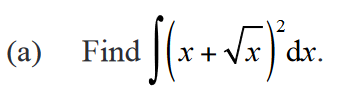 (a) Find ∫(x + √x)² dx.